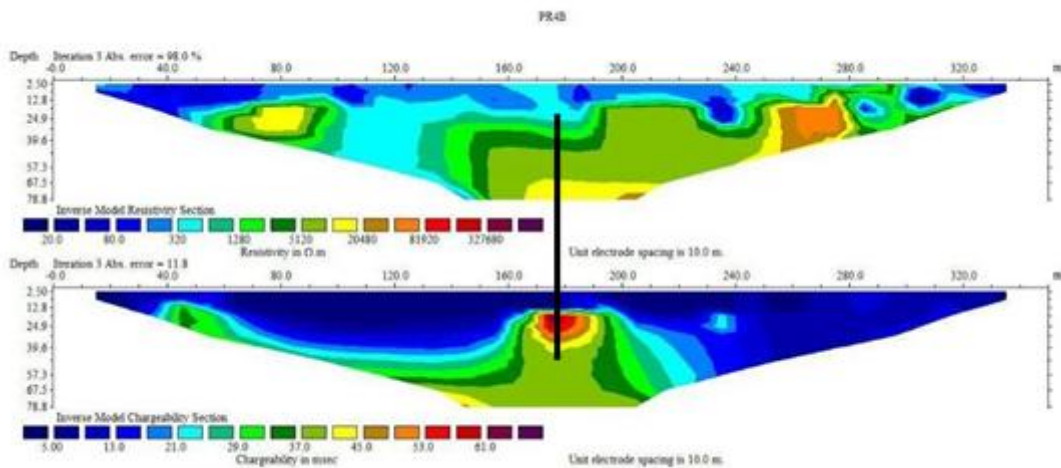 PR4B
Depth Iteration 3 Abs. error = 98.0 %
-0.0 40.0 80.0 120.0 160.0 200.0 240.0 280.0 320.0 m
2.50
12.8
24.9
39.6
57.3
67.5
78.8
Inverse Model Resistivity Section
20.0 80.0 320 1280 5120 20480 81920 327680
Resistivity in Ω.m
Unit electrode spacing is 10.0 m.
Depth Iteration 3 Abs. error = 11.8
-0.0 40.0 80.0 120.0 160.0 200.0 240.0 280.0 320.0 m
2.50
12.8
24.9
39.6
57.3
67.5
78.8
Inverse Model Chargeability Section
5.00 13.0 21.0 29.0 37.0 45.0 53.0 61.0
Chargeability in msec
Unit electrode spacing is 10.0 m.